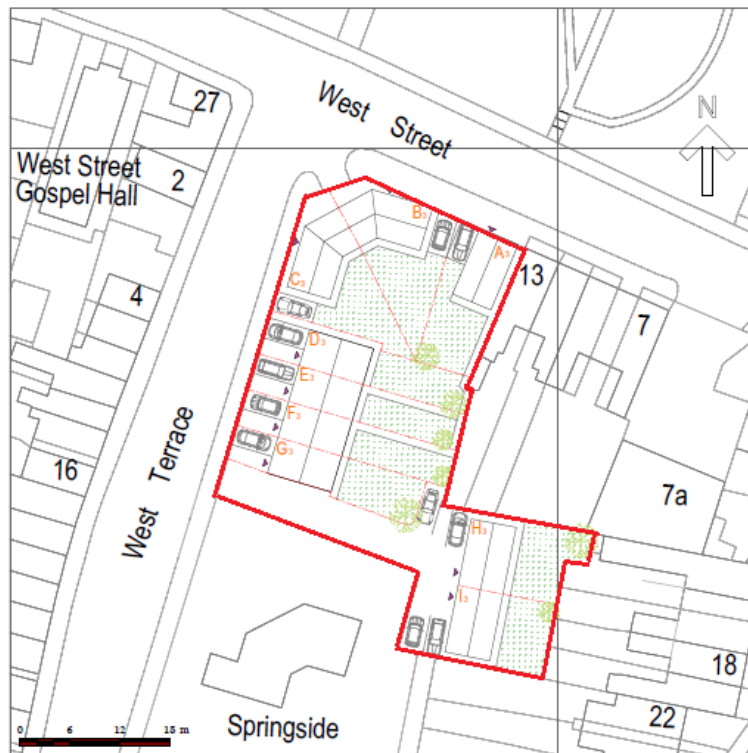 27
West Street
N
West Street
Gospel Hall
2
B3
A3
13
C3
4
7
D3
E3
F3
G3
16
West Terrace
7a
H3
I3
18
22
Springside
0 6 12 18 m